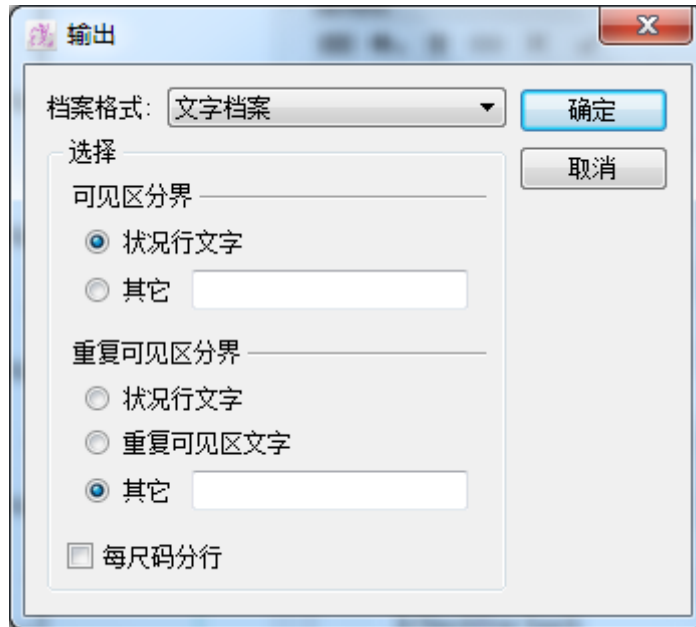 输出
档案格式: 文字档案
确定
选择
取消
可见区分界
状况行文字
其它
重复可见区分界
状况行文字
重复可见区文字
其它
每尺码分行